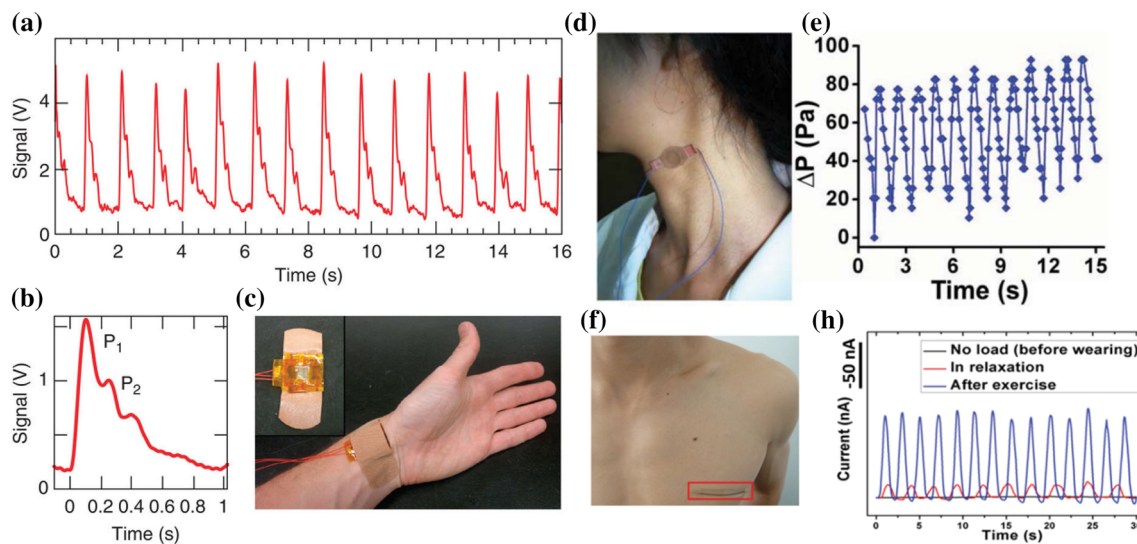 (a)
Signal (V)
4
2
0
0 2 4 6 8 10 12 14 16
Time (s)
(b)
Signal (V)
1
0
P1
P2
0 0.2 0.4 0.6 0.8 1
Time (s)
(c)
(d)
(e)
ΔP (Pa)
100
80
60
40
20
0
0 3 6 9 12 15
Time (s)
(f)
(h)
-50 nA
No load (before wearing)
In relaxation
After exercise
Current (nA)
0 5 10 15 20 25 30
Time (s)